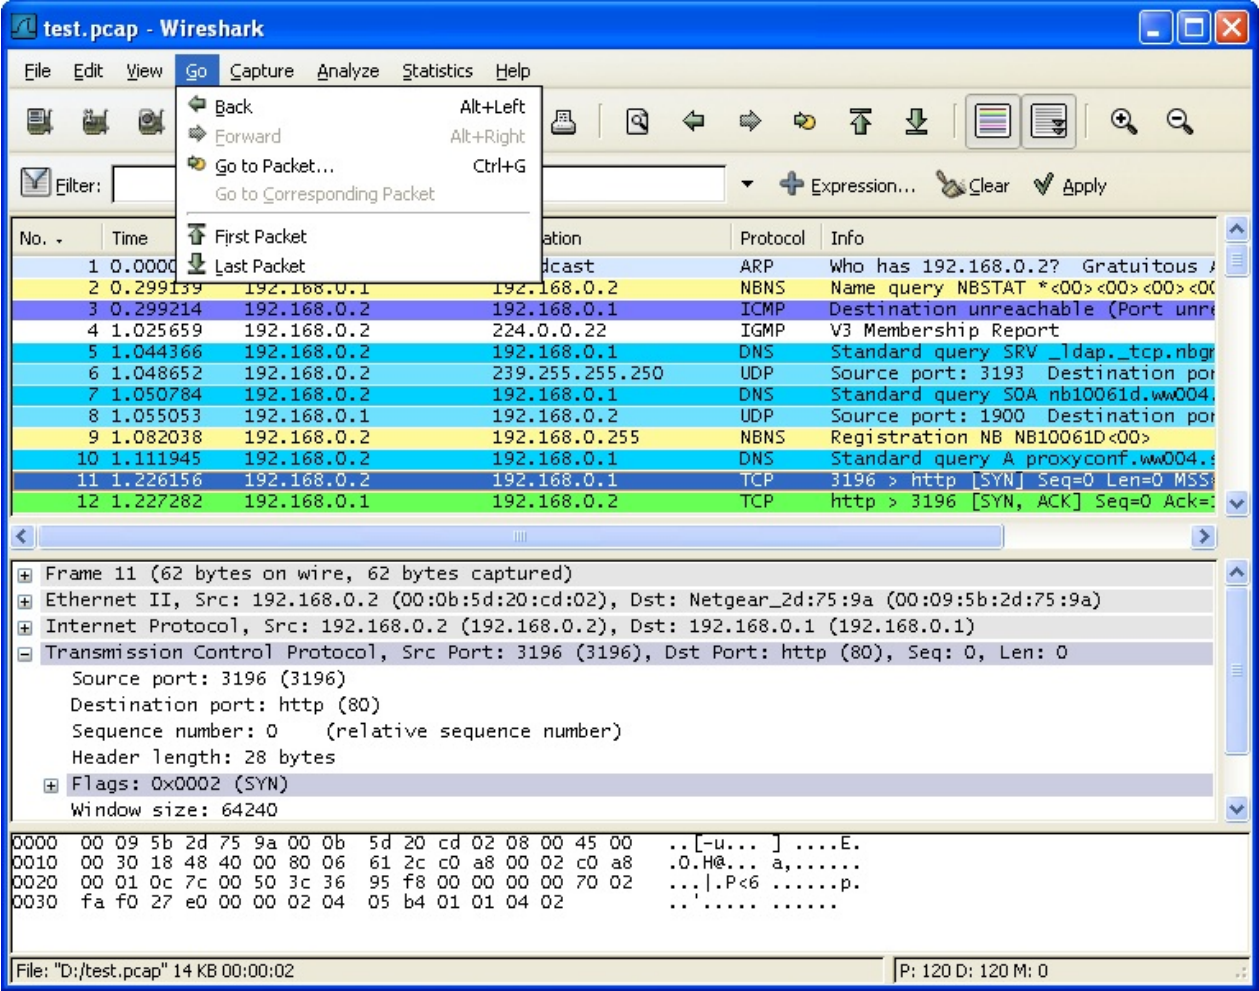 test.pcap - Wireshark
File Edit View Go Capture Analyze Statistics Help
Back Alt+Left
Forward Alt+Right
Go to Packet... Ctrl+G
Go to Corresponding Packet
First Packet
Last Packet
Filter: Expression... Clear Apply
No. Time ation Protocol Info
1 0.0000 dcast ARP Who has 192.168.0.2? Gratuitous
2 0.299139 192.168.0.1 192.168.0.2 NBNS Name query NBSTAT *<00><00><00><00
3 0.299214 192.168.0.2 192.168.0.1 ICMP Destination unreachable (Port unre
4 1.025659 192.168.0.2 224.0.0.22 IGMP V3 Membership Report
5 1.044366 192.168.0.2 192.168.0.1 DNS Standard query SRV _ldap._tcp.nbgr
6 1.048652 192.168.0.2 239.255.255.250 UDP Source port: 3193 Destination por
7 1.050784 192.168.0.2 192.168.0.1 DNS Standard query SOA nb10061d.ww004.
8 1.055053 192.168.0.1 192.168.0.2 UDP Source port: 1900 Destination por
9 1.082038 192.168.0.2 192.168.0.255 NBNS Registration NB NB10061D<00>
10 1.111945 192.168.0.2 192.168.0.1 DNS Standard query A proxyconf.ww004.s
11 1.226156 192.168.0.2 192.168.0.1 TCP 3196 > http [SYN] Seq=0 Len=0 MSS=
12 1.227282 192.168.0.1 192.168.0.2 TCP http > 3196 [SYN, ACK] Seq=0 Ack=1
Frame 11 (62 bytes on wire, 62 bytes captured)
Ethernet II, Src: 192.168.0.2 (00:0b:5d:20:cd:02), Dst: Netgear_2d:75:9a (00:09:5b:2d:75:9a)
Internet Protocol, Src: 192.168.0.2 (192.168.0.2), Dst: 192.168.0.1 (192.168.0.1)
Transmission Control Protocol, Src Port: 3196 (3196), Dst Port: http (80), Seq: 0, Len: 0
Source port: 3196 (3196)
Destination port: http (80)
Sequence number: 0 (relative sequence number)
Header length: 28 bytes
Flags: 0x0002 (SYN)
Window size: 64240
0000 00 09 5b 2d 75 9a 00 0b 5d 20 cd 02 08 00 45 00 ..[-u... ] ....E.
0010 00 30 18 48 40 00 80 06 61 2c c0 a8 00 02 c0 a8 .0.H@... a,......
0020 00 01 0c 7c 00 50 3c 36 95 f8 00 00 00 00 70 02 ...|.P<6 ......p.
0030 fa f0 27 e0 00 00 02 04 05 b4 01 01 04 02 ..'..... ......
File: "D:/test.pcap" 14 KB 00:00:02 P: 120 D: 120 M: 0